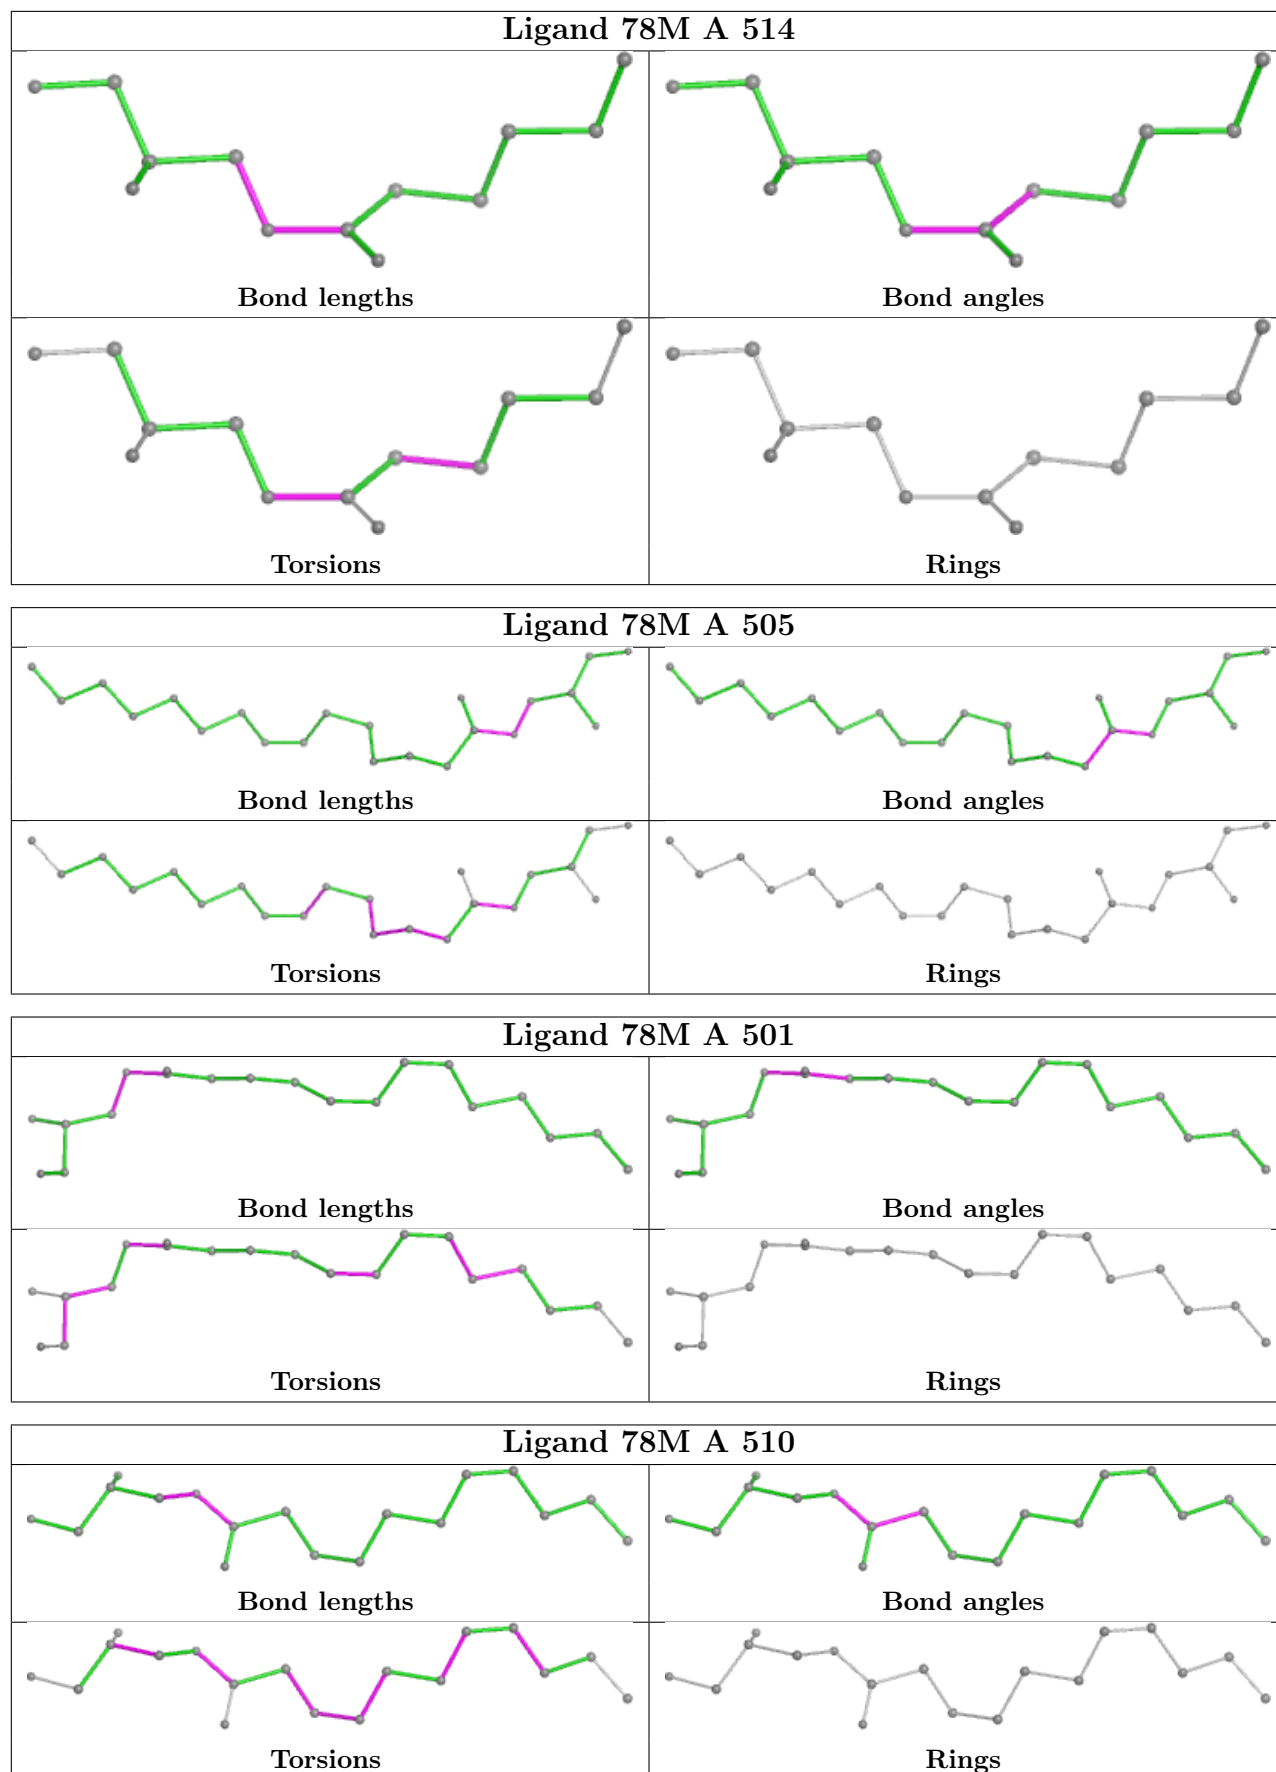 Ligand 78M A 514
Bond lengths
Bond angles
Torsions
Rings
Ligand 78M A 505
Bond lengths
Bond angles
Torsions
Rings
Ligand 78M A 501
Bond lengths
Bond angles
Torsions
Rings
Ligand 78M A 510
Bond lengths
Bond angles
Torsions
Rings